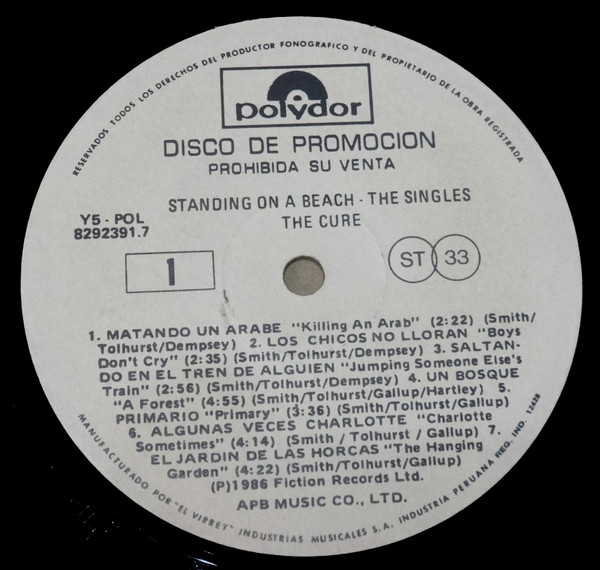 RESERVADOS TODOS LOS DERECHOS DEL PRODUCTOR FONOGRAFICO Y DEL PROPIETARIO DE LA OBRA REGISTRADA
polydor
DISCO DE PROMOCION
PROHIBIDA SU VENTA
STANDING ON A BEACH - THE SINGLES
THE CURE
Y5 - POL
8292391.7
1
ST 33
1. MATANDO UN ARABE "Killing An Arab" (2:22) (Smith/
Tolhurst/Dempsey) 2. LOS CHICOS NO LLORAN "Boys
Don't Cry" (2:35) (Smith/Tolhurst/Dempsey) 3. SALTAN-
DO EN EL TREN DE ALGUIEN "Jumping Someone Else's
Train" (2:56) (Smith/Tolhurst/Dempsey) 4. UN BOSQUE
"A Forest" (4:55) (Smith/Tolhurst/Gallup/Hartley) 5.
PRIMARIO "Primary" (3:36) (Smith/Tolhurst/Gallup)
6. ALGUNAS VECES CHARLOTTE "Charlotte
Sometimes" (4:14) (Smith / Tolhurst / Gallup) 7.
EL JARDIN DE LAS HORCAS "The Hanging
Garden" (4:22) (Smith/Tolhurst/Gallup)
(P)1986 Fiction Records Ltd.
APB MUSIC CO., LTD.
MANUFACTURADO POR "EL VIRREY" INDUSTRIAS MUSICALES S.A. INDUSTRIA PERUANA REG. IND. 12628